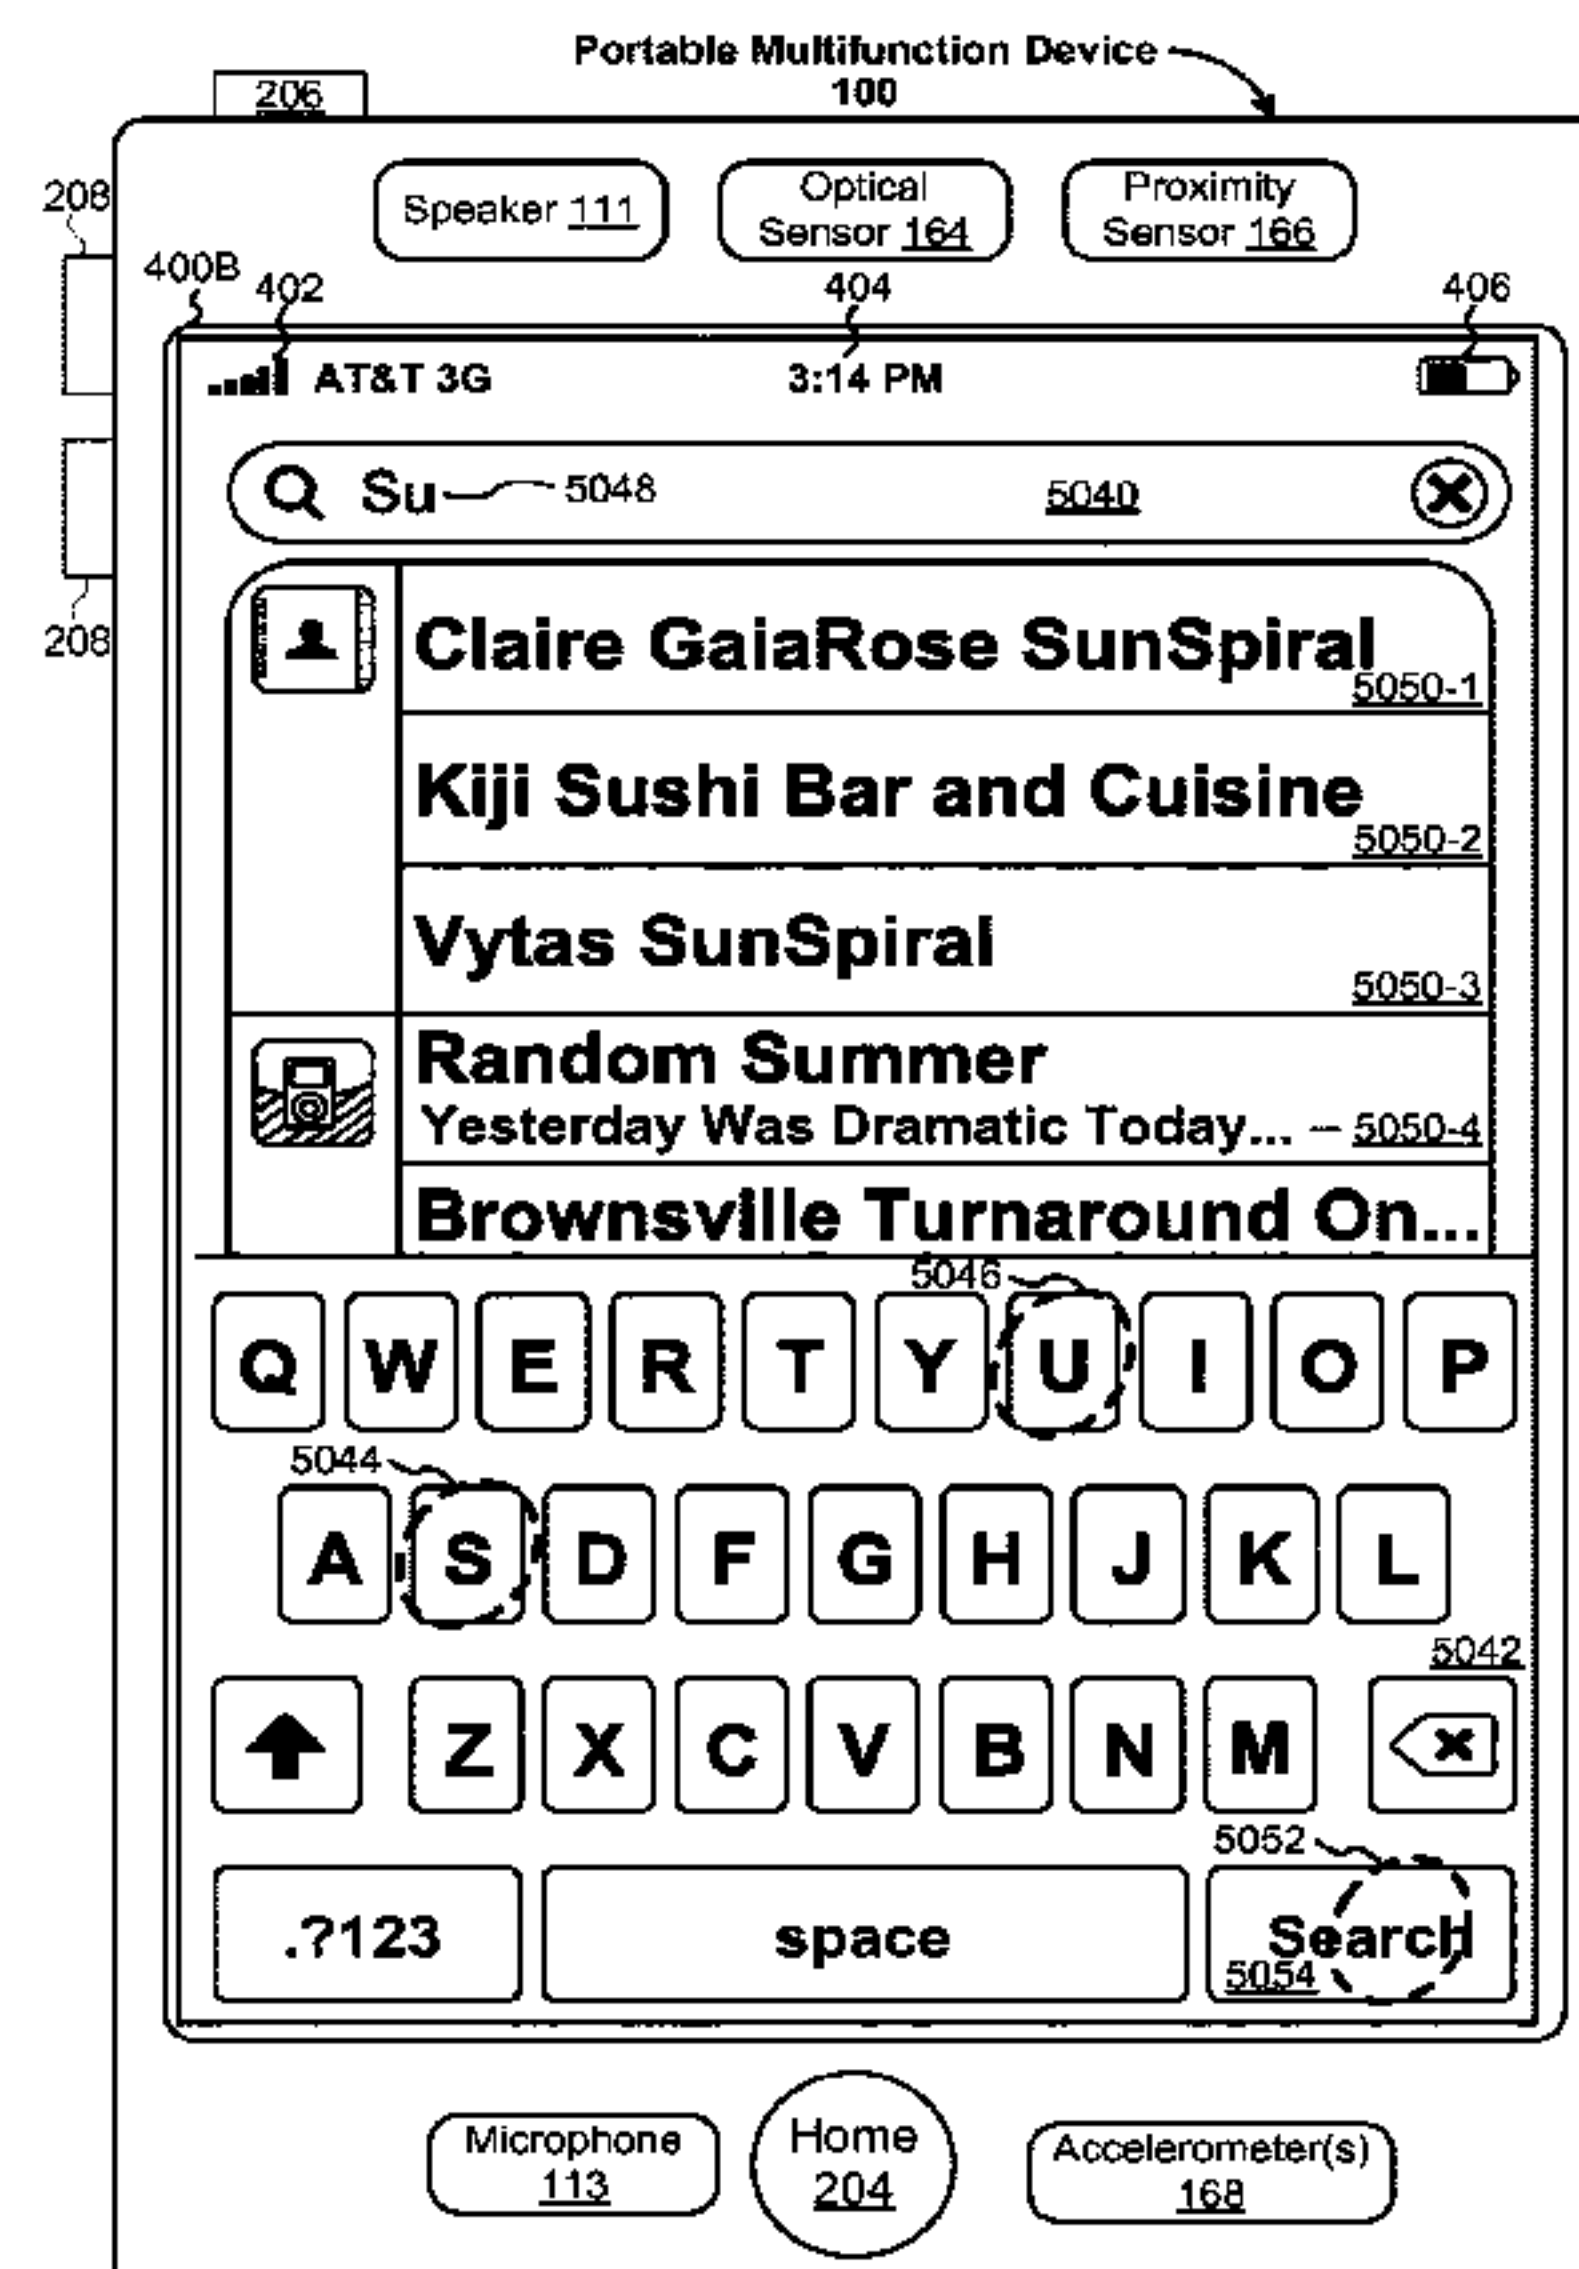 Portable Multifunction Device
100
206
208
Speaker 111
Optical
Sensor 164
Proximity
Sensor 166
400B
402
404
406
AT&T 3G
3:14 PM
Su
5048
5040
208
Claire GaiaRose SunSpiral
5050-1
Kiji Sushi Bar and Cuisine
5050-2
Vytas SunSpiral
5050-3
Random Summer
Yesterday Was Dramatic Today... 5050-4
Brownsville Turnaround On...
5046
Q W E R T Y U I O P
5044
A S D F G H J K L
5042
Z X C V B N M
5052
.?123 space Search
5054
Microphone
113
Home
204
Accelerometer(s)
168